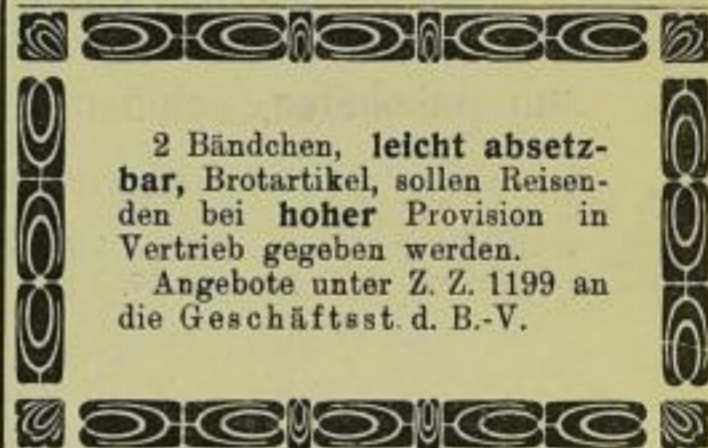 2 Bändchen, leicht absetz-
bar, Brotartikel, sollen Reisen-
den bei hoher Provision in
Vertrieb gegeben werden.
Angebote unter Z. Z. 1199 an
die Geschäftsst. d. B.-V.